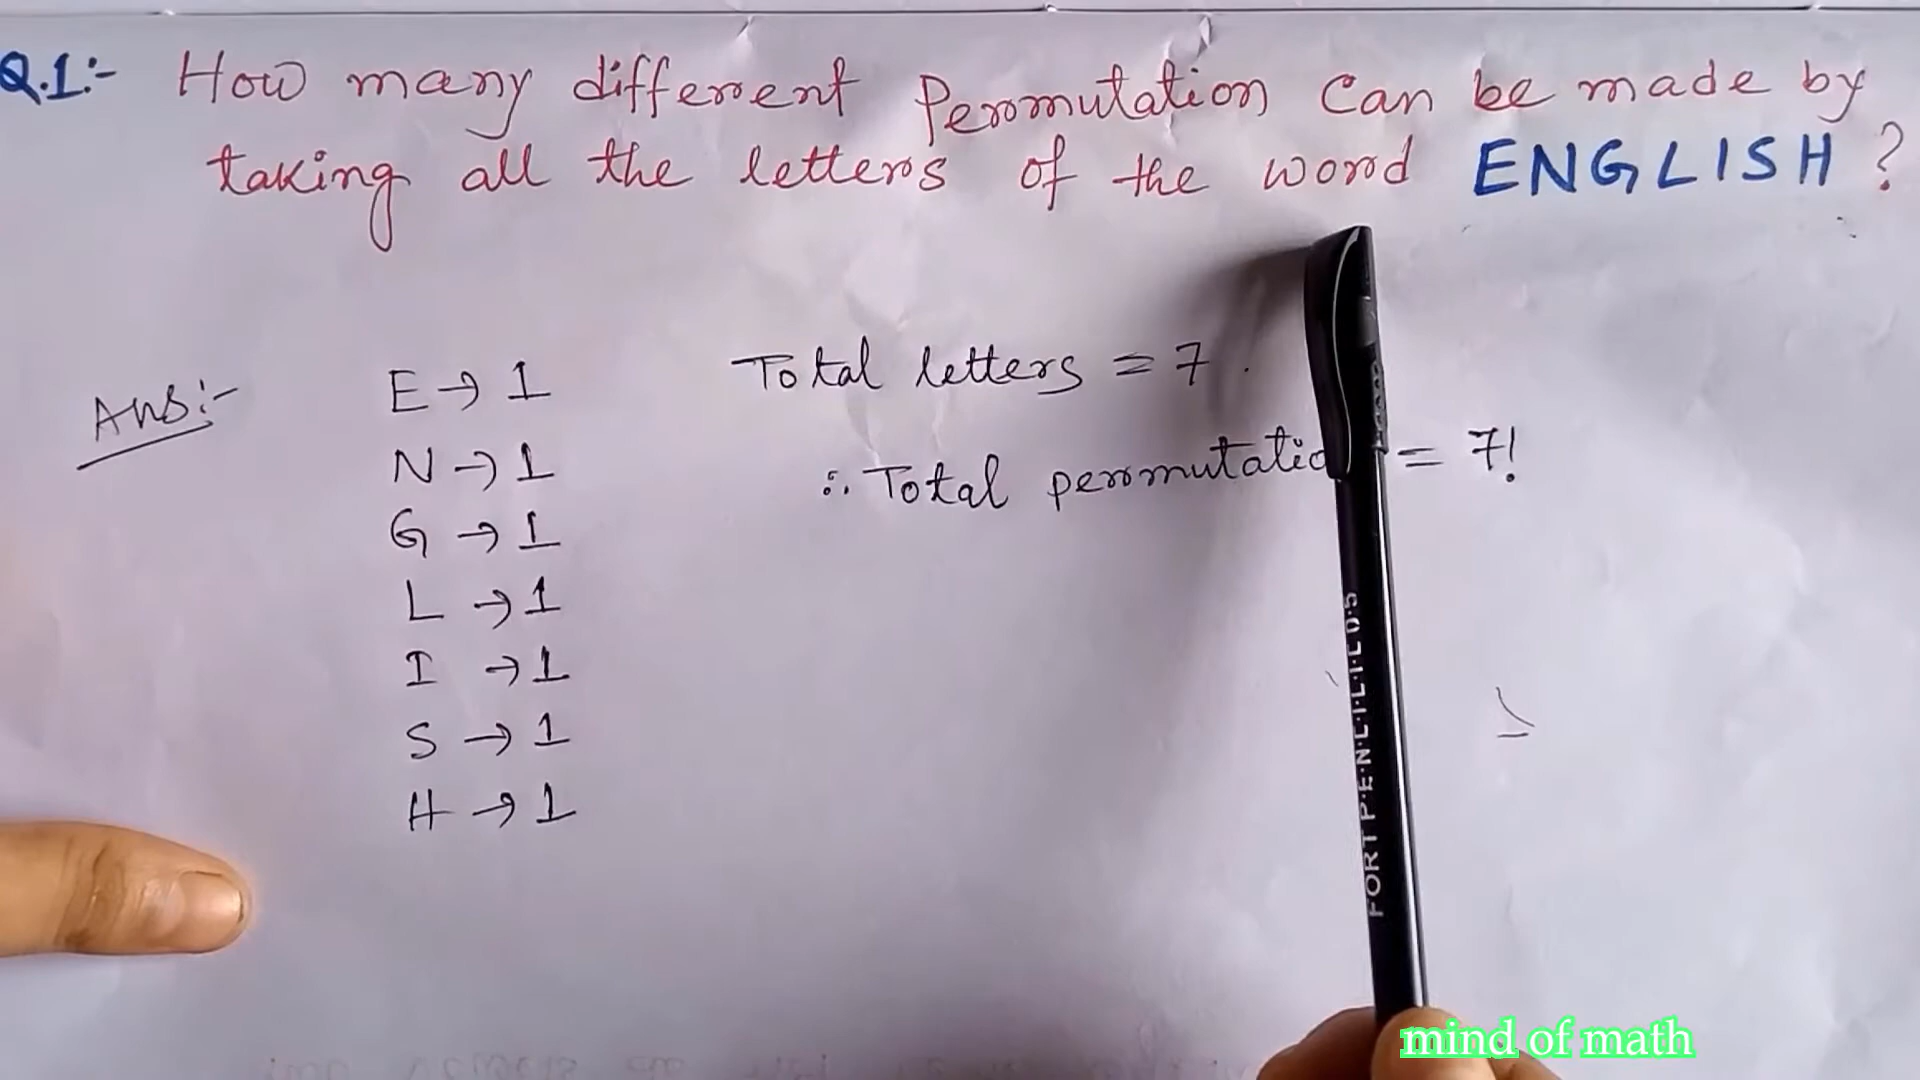 Q.1:- How many different Permutation can be made by
taking all the letters of the word ENGLISH ?
Ans:-
E → 1
N → 1
G → 1
L → 1
I → 1
S → 1
H → 1
Total letters = 7
∴ Total permutatio = 7!
FORT P.E.N.C.I.L.
mind of math